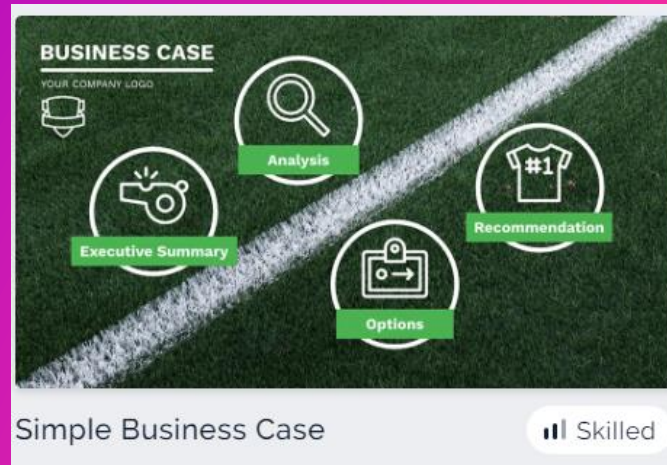 BUSINESS CASE
YOUR COMPANY LOGO
Analysis
#1
Executive Summary
Recommendation
Options
Simple Business Case
Skilled